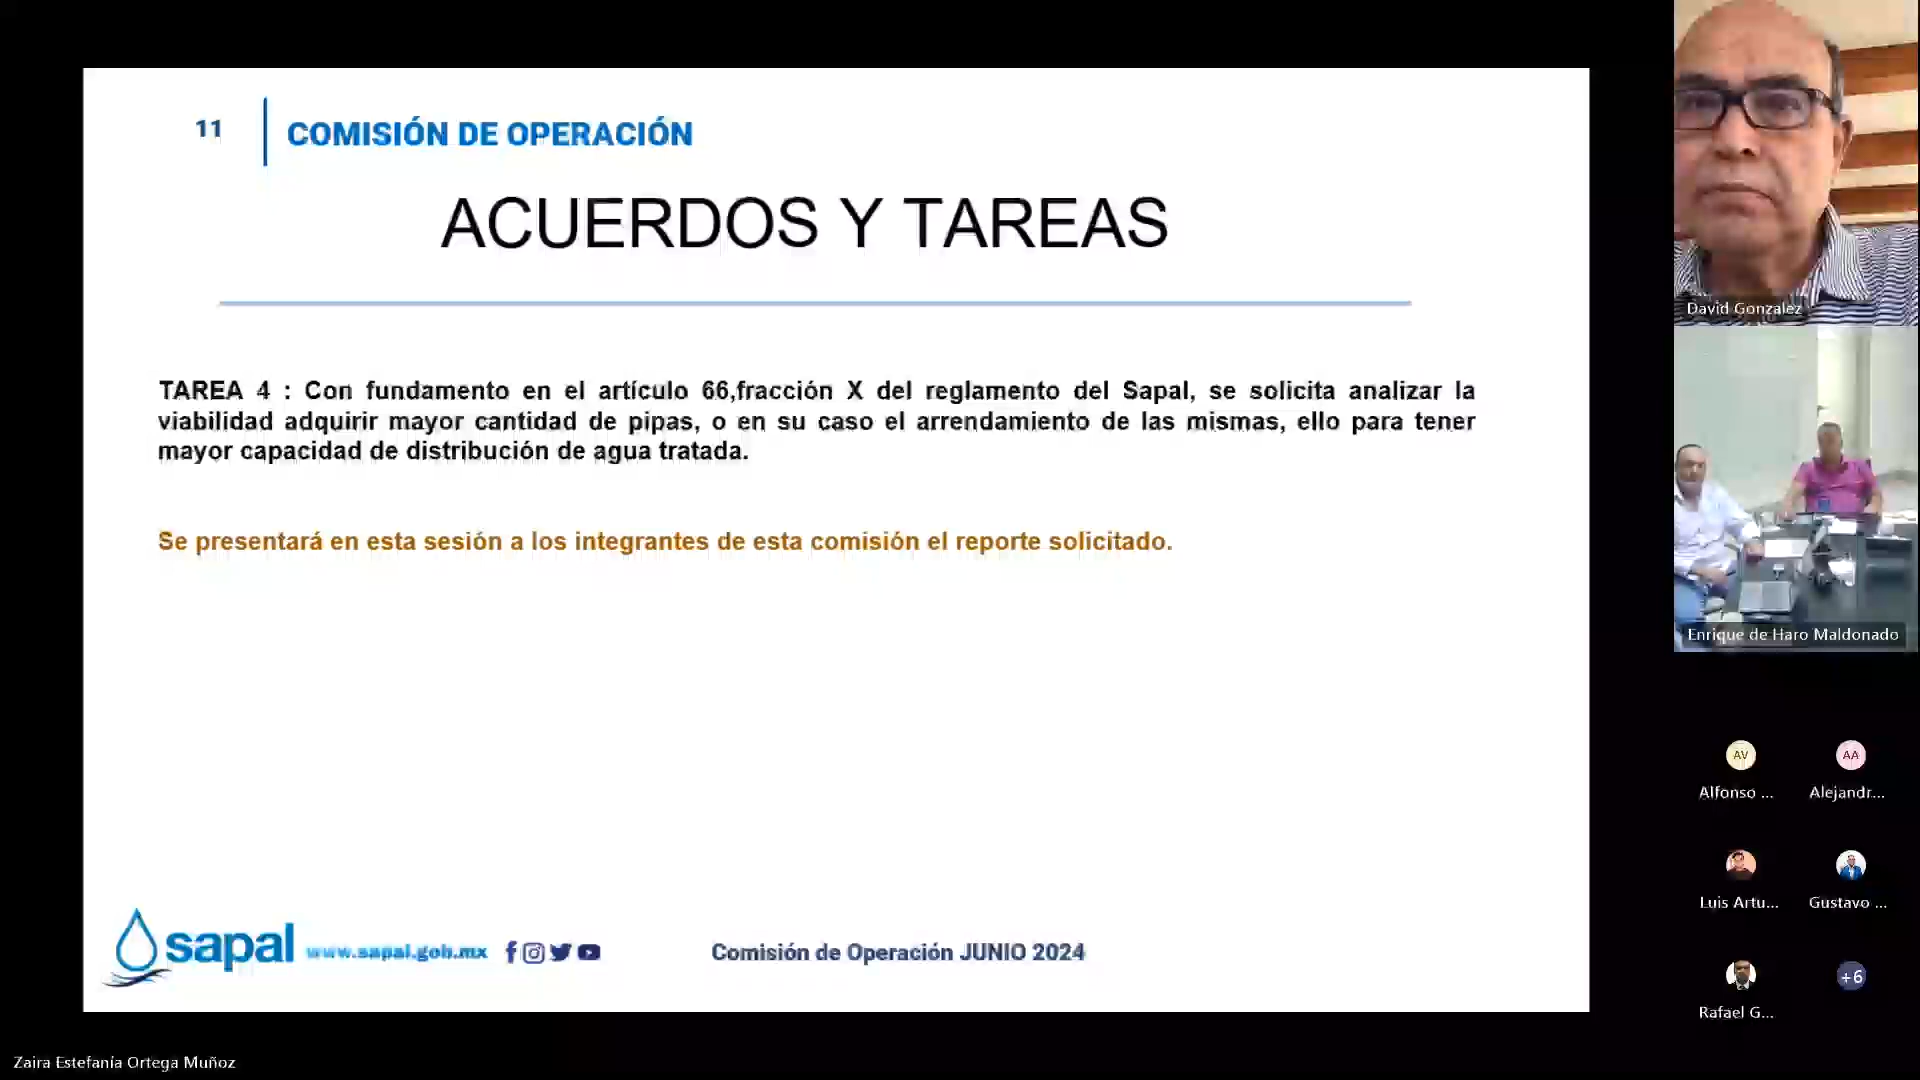 11
COMISIÓN DE OPERACIÓN
ACUERDOS Y TAREAS
TAREA 4 : Con fundamento en el artículo 66,fracción X del reglamento del Sapal, se solicita analizar la
viabilidad adquirir mayor cantidad de pipas, o en su caso el arrendamiento de las mismas, ello para tener
mayor capacidad de distribución de agua tratada.
Se presentará en esta sesión a los integrantes de esta comisión el reporte solicitado.
sapal
www.sapal.gob.mx
Comisión de Operación JUNIO 2024
Zaira Estefanía Ortega Muñoz
David Gonzalez
Enrique de Haro Maldonado
AV
AA
Alfonso ...
Alejandr...
Luis Artu...
Gustavo ...
Rafael G...
+6